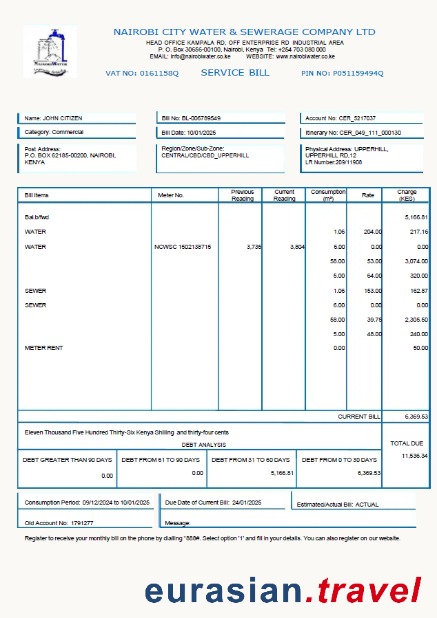 NAIROBI CITY WATER & SEWERAGE COMPANY LTD
HEAD OFFICE KAMPALA RD, OFF ENTERPRISE RD INDUSTRIAL AREA
P. O. Box 30656-00100, Nairobi, Kenya Tel: +254 703 080 000
EMAIL: info@nairobiwater.co.ke WEBSITE: www.nairobiwater.co.ke
VAT NO: 0161158Q SERVICE BILL PIN NO: P051159494Q
Name: JOHN CITIZEN Bill No: BL-006789549 Account No: CER_5217037
Category: Commercial Bill Date: 10/01/2025 Itinerary No: CER_049_111_000130
Post Address: Region/Zone/Sub-Zone: Physical Address: UPPERHILL,
P.O. BOX 62185-00200, NAIROBI, CENTRAL/CBD/CBD_UPPERHILL UPPERHILL RD,12
KENYA LR Number:209/11908
Bill Items Meter No. Previous Reading Current Reading Consumption (m³) Rate Charge (KES)
Bal.b/fwd 5,166.81
WATER 1.06 204.00 217.16
WATER NCWSC 1502138715 3,735 3,804 6.00 0.00 0.00
58.00 53.00 3,074.00
5.00 64.00 320.00
SEWER 1.06 153.00 162.87
SEWER 6.00 0.00 0.00
58.00 39.75 2,305.50
5.00 48.00 240.00
METER RENT 0.00 50.00
CURRENT BILL 6,369.53
Eleven Thousand Five Hundred Thirty-Six Kenya Shilling and thirty-four cents
DEBT ANALYSIS TOTAL DUE
11,536.34
DEBT GREATER THAN 90 DAYS DEBT FROM 61 TO 90 DAYS DEBT FROM 31 TO 60 DAYS DEBT FROM 0 TO 30 DAYS
0.00 0.00 5,166.81 6,369.53
Consumption Period: 09/12/2024 to 10/01/2025 Due Date of Current Bill: 24/01/2025 Estimated/Actual Bill: ACTUAL
Old Account No: 1791277 Message:
Register to receive your monthly bill on the phone by dialling *888#. Select option '1' and fill in your details. You can also register on our website.
eurasian.travel